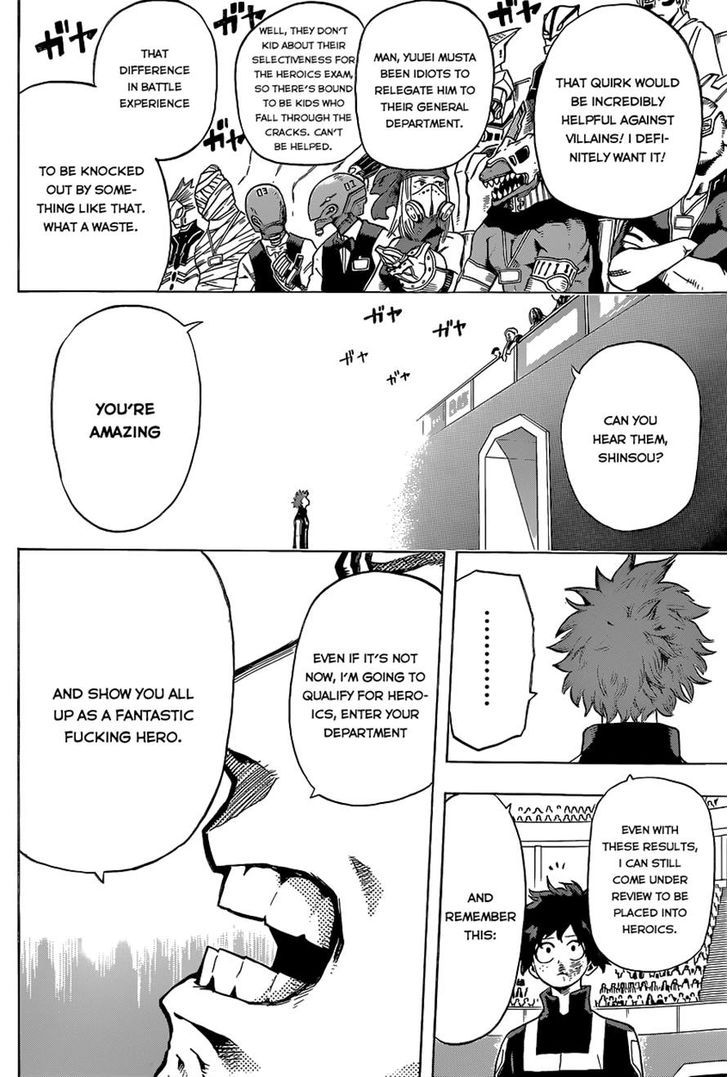 THAT QUIRK WOULD
BE INCREDIBLY
HELPFUL AGAINST
VILLAINS! I DEFI-
NITELY WANT IT!
MAN, YUUEI MUSTA
BEEN IDIOTS TO
RELEGATE HIM TO
THEIR GENERAL
DEPARTMENT.
WELL, THEY DON'T
KID ABOUT THEIR
SELECTIVENESS FOR
THE HEROICS EXAM,
SO THERE'S BOUND
TO BE KIDS WHO
FALL THROUGH THE
CRACKS. CAN'T
BE HELPED.
THAT
DIFFERENCE
IN BATTLE
EXPERIENCE
TO BE KNOCKED
OUT BY SOME-
THING LIKE THAT.
WHAT A WASTE.
ガヤ
ガヤ
ガヤ
ガヤ
03
03
CAN YOU
HEAR THEM,
SHINSOU?
ガヤ
ガヤ
ガヤ
ガヤ
YOU'RE
AMAZING
.........
EVEN WITH
THESE RESULTS,
I CAN STILL
COME UNDER
REVIEW TO BE
PLACED INTO
HEROICS.
AND
REMEMBER
THIS:
EVEN IF IT'S NOT
NOW, I'M GOING TO
QUALIFY FOR HERO-
ICS, ENTER YOUR
DEPARTMENT
AND SHOW YOU ALL
UP AS A FANTASTIC
FUCKING HERO.